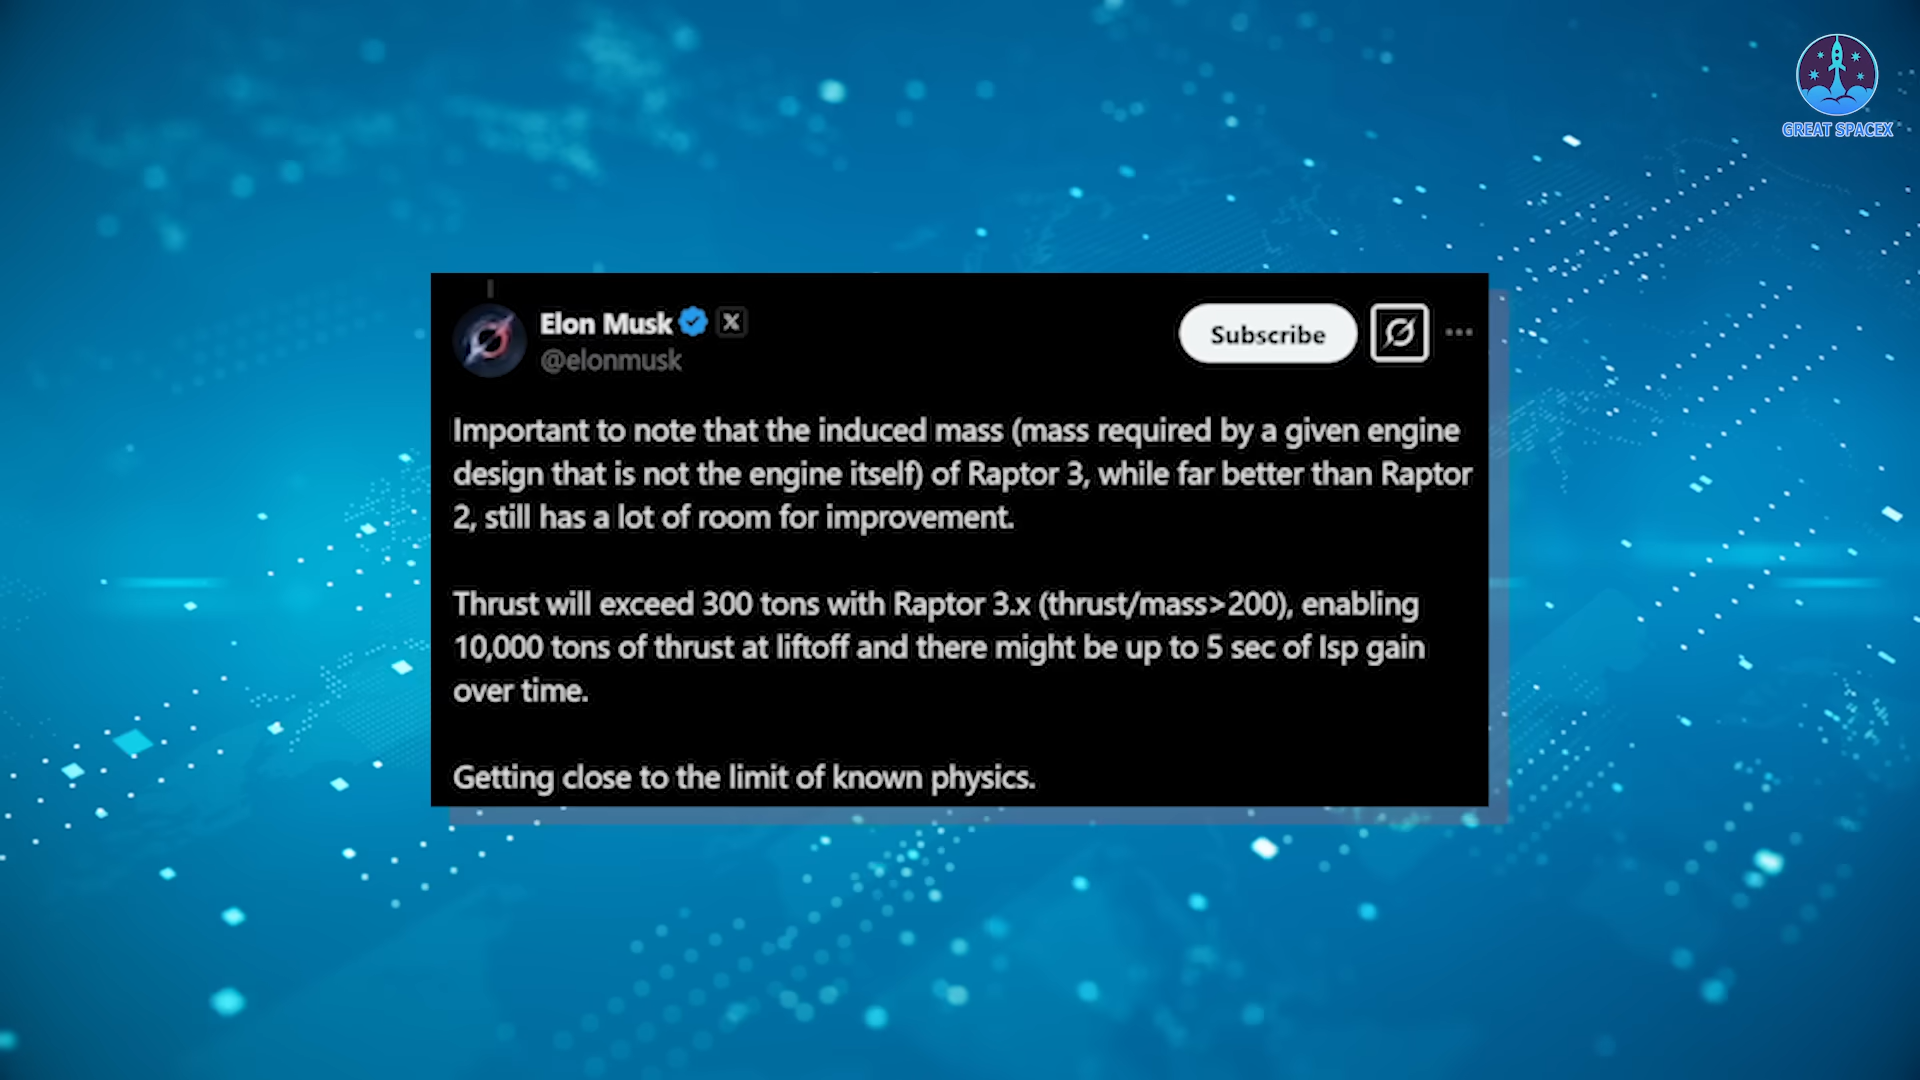 GREAT SPACEX
Elon Musk
@elonmusk
Subscribe
Important to note that the induced mass (mass required by a given engine
design that is not the engine itself) of Raptor 3, while far better than Raptor
2, still has a lot of room for improvement.
Thrust will exceed 300 tons with Raptor 3.x (thrust/mass>200), enabling
10,000 tons of thrust at liftoff and there might be up to 5 sec of Isp gain
over time.
Getting close to the limit of known physics.